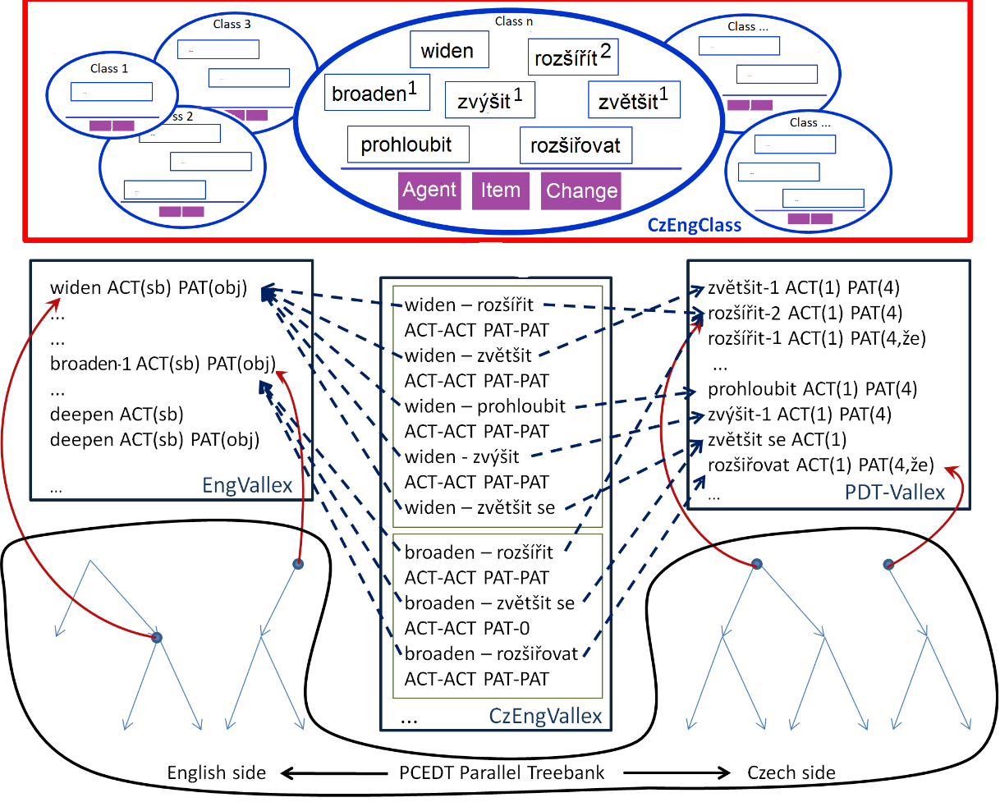 Class 3
...
...
Class 1
...
ss 2
...
...
...
Class n
widen
rozšířít2
broaden1
zvýšit1
zvětšit1
prohloubit
rozšiřovat
Agent Item Change
CzEngClass
Class ...
...
...
Class ...
...
...
...
widen ACT(sb) PAT(obj)
...
...
broaden-1 ACT(sb) PAT(obj)
...
deepen ACT(sb)
deepen ACT(sb) PAT(obj)
EngVallex
...
widen – rozšířit
ACT-ACT PAT-PAT
widen – zvětšit
ACT-ACT PAT-PAT
widen – prohloubit
ACT-ACT PAT-PAT
widen - zvýšit
ACT-ACT PAT-PAT
widen – zvětšit se
broaden – rozšířit
ACT-ACT PAT-PAT
broaden – zvětšit se
ACT-ACT PAT-0
broaden – rozšiřovat
ACT-ACT PAT-PAT
... CzEngVallex
zvětšit-1 ACT(1) PAT(4)
rozšířit-2 ACT(1) PAT(4)
rozšířit-1 ACT(1) PAT(4,že)
...
prohloubit ACT(1) PAT(4)
zvýšit-1 ACT(1) PAT(4)
zvětšit se ACT(1)
rozšiřovat ACT(1) PAT(4,že)
...
PDT-Vallex
English side PCEDT Parallel Treebank Czech side